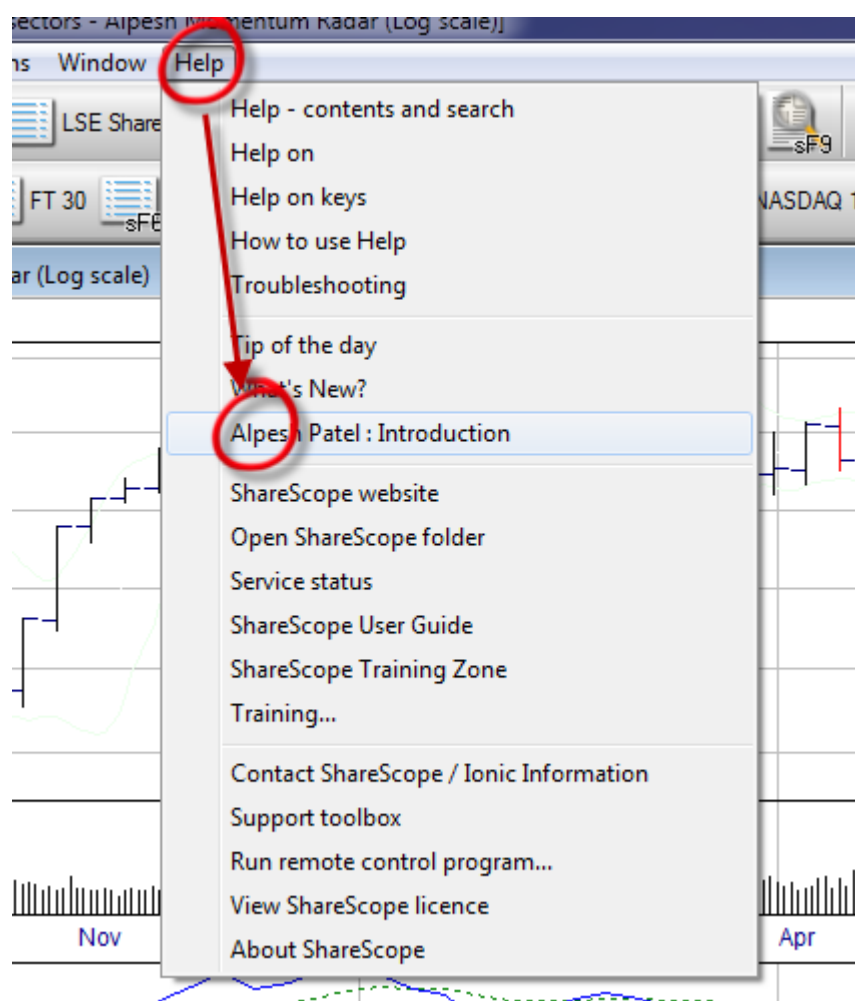 sectors - Alpesh Momentum Radar (Log scale)]
ns Window Help
LSE Share
sF9
FT 30
sF6
NASDAQ 1
ar (Log scale)
Help - contents and search
Help on
Help on keys
How to use Help
Troubleshooting
Tip of the day
What's New?
Alpesh Patel : Introduction
ShareScope website
Open ShareScope folder
Service status
ShareScope User Guide
ShareScope Training Zone
Training...
Contact ShareScope / Ionic Information
Support toolbox
Run remote control program...
View ShareScope licence
About ShareScope
Nov
Apr